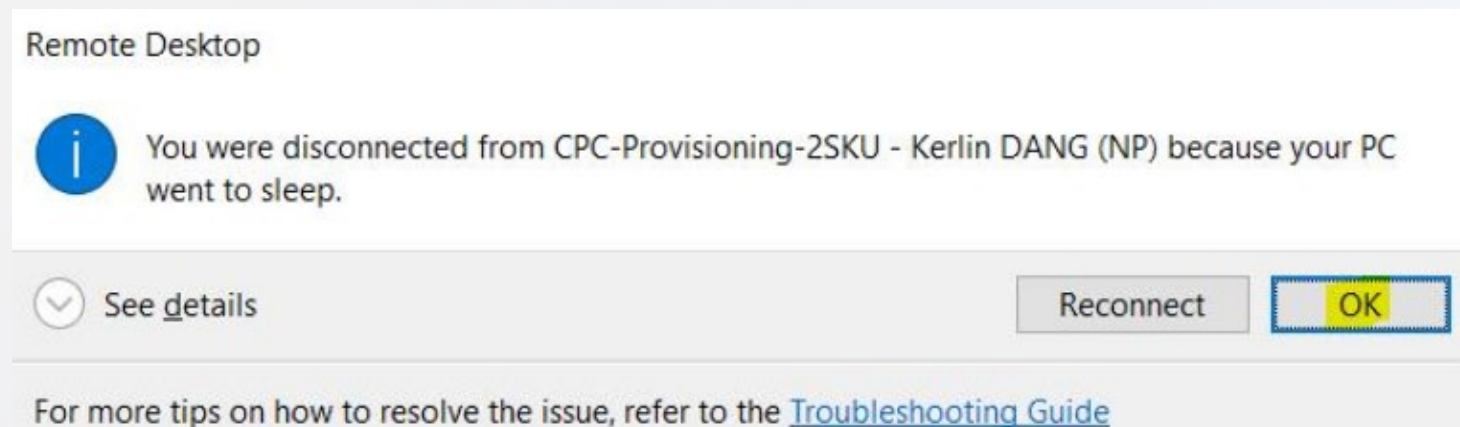 Remote Desktop
You were disconnected from CPC-Provisioning-2SKU - Kerlin DANG (NP) because your PC
went to sleep.
See details
Reconnect
OK
For more tips on how to resolve the issue, refer to the Troubleshooting Guide